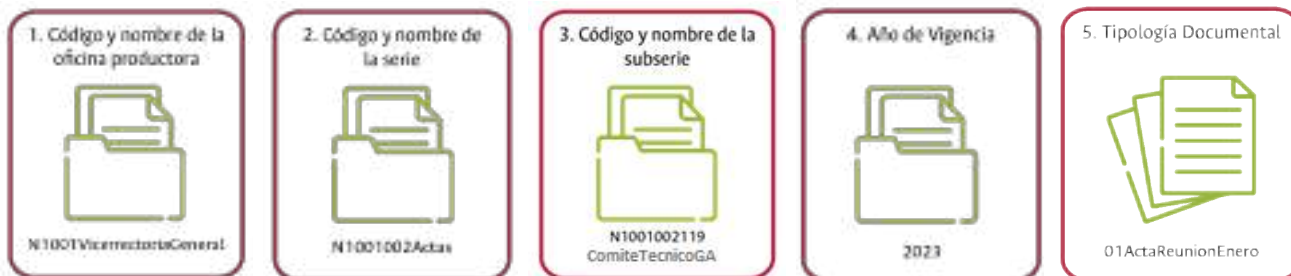 1. Código y nombre de la
oficina productora
N1001VicerrectoriaGeneral
2. Código y nombre de
la serie
N1001002Actas
3. Código y nombre de la
subserie
N1001002119
ComiteTecnicoGA
4. Año de Vigencia
2023
5. Tipología Documental
01ActaReunionEnero